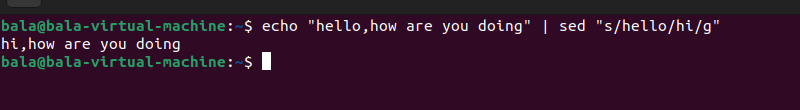 bala@bala-virtual-machine:~$ echo "hello,how are you doing" | sed "s/hello/hi/g"
hi,how are you doing
bala@bala-virtual-machine:~$